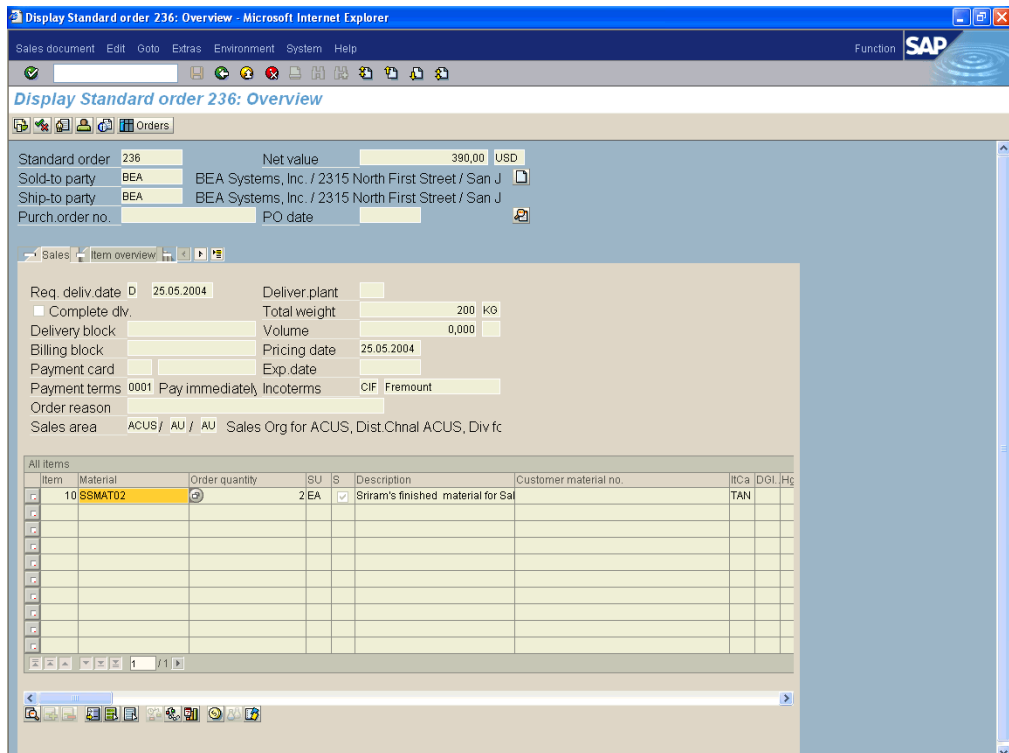 Display Standard order 236: Overview - Microsoft Internet Explorer
Sales document Edit Goto Extras Environment System Help Function SAP
Display Standard order 236: Overview
Orders
Standard order 236 Net value 390,00 USD
Sold-to party BEA BEA Systems, Inc. / 2315 North First Street / San J
Ship-to party BEA BEA Systems, Inc. / 2315 North First Street / San J
Purch.order no. PO date
Sales Item overview
Req. deliv.date D 25.05.2004 Deliver.plant
Complete dlv. Total weight 200 KG
Delivery block Volume 0,000
Billing block Pricing date 25.05.2004
Payment card Exp.date
Payment terms 0001 Pay immediately Incoterms CIF Fremount
Order reason
Sales area ACUS / AU / AU Sales Org for ACUS, Dist.Chnal ACUS, Div fc
All items
Item Material Order quantity SU S Description Customer material no. ItCa DGI.. Hg
10 SSMAT02 2 EA Sriram's finished material for Sal TAN
1 / 1